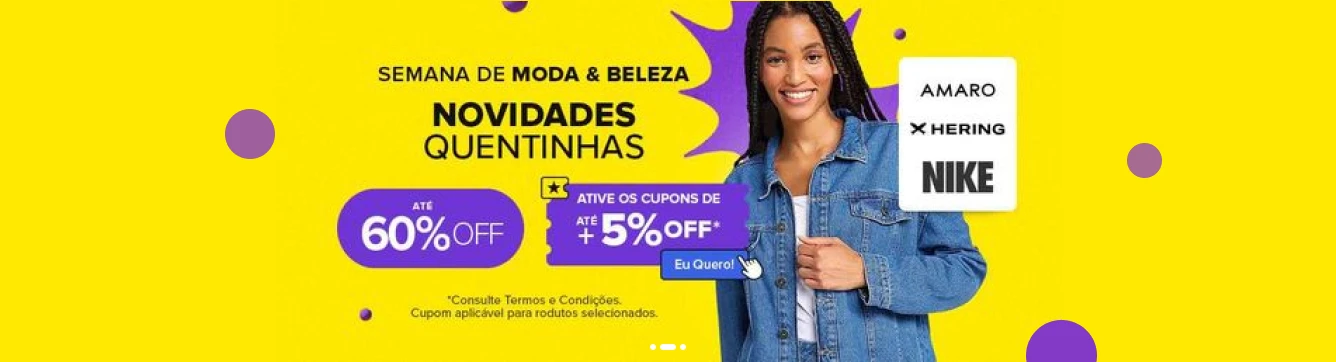 SEMANA DE MODA & BELEZA
NOVIDADES
QUENTINHAS
ATÉ
60%OFF
ATIVE OS CUPONS DE
ATÉ
+5%OFF*
Eu Quero!
*Consulte Termos e Condições.
Cupom aplicável para rodutos selecionados.
AMARO
HERING
NIKE